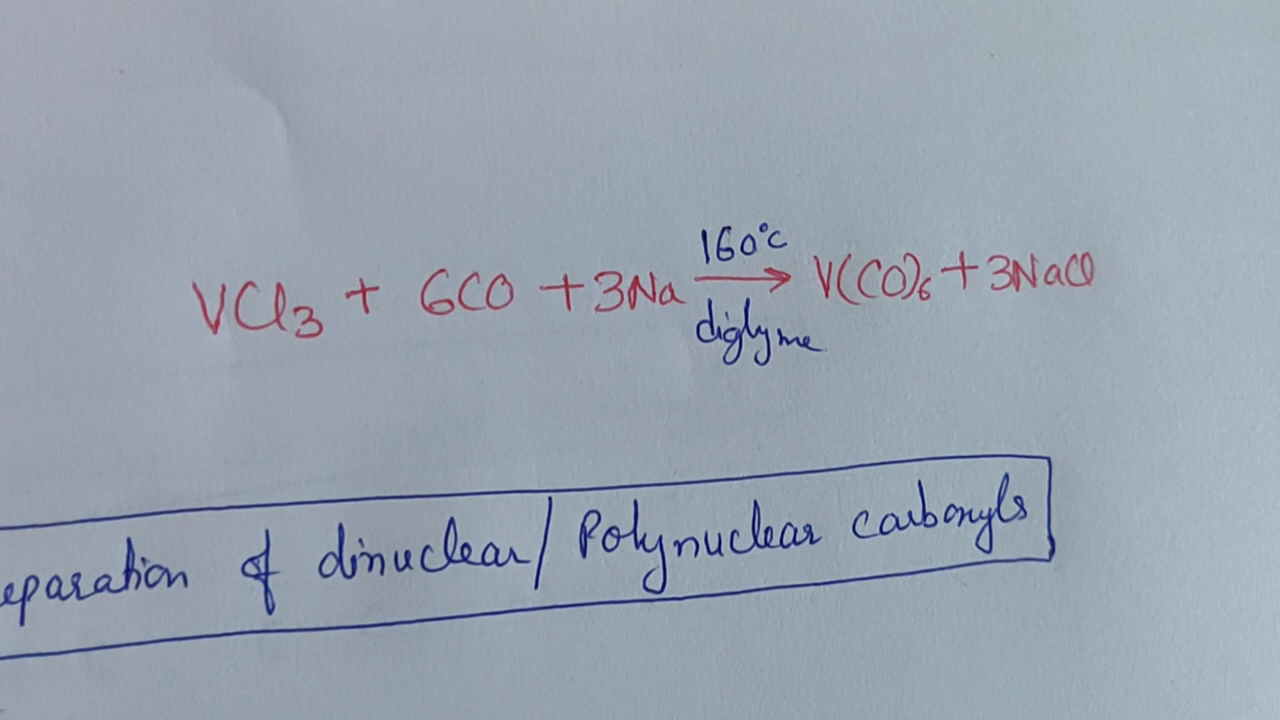 VCl₃ + 6CO + 3Na 160°C diglyme → V(CO)₆ + 3NaCl
eparation of dinuclear / Polynuclear carbonyls